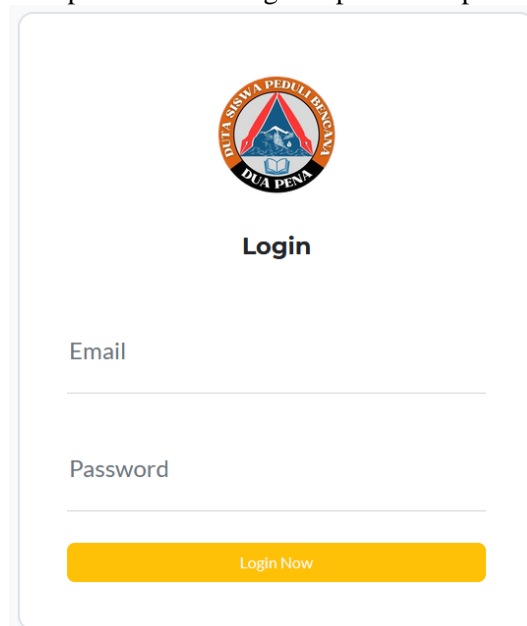 DUTA SISWA PEDULI BENCANA
DUA PENA
Login
Email
Password
Login Now